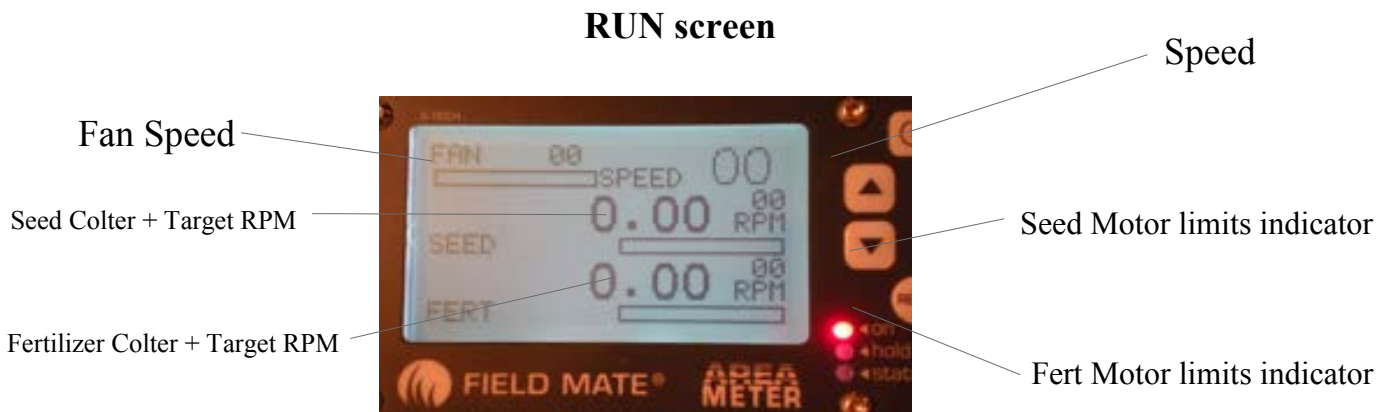 RUN screen
Speed
Fan Speed
Seed Colter + Target RPM
Fertilizer Colter + Target RPM
FAN 00
SPEED 00
0.00 00 RPM
SEED
0.00 00 RPM
FERT
on
hold
FIELD MATE®
AREA METER
Seed Motor limits indicator
Fert Motor limits indicator